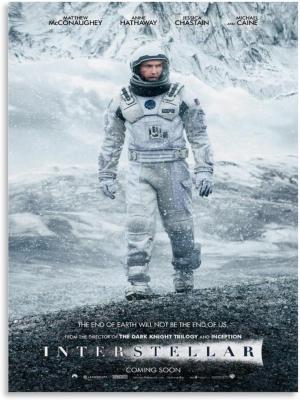 MATTHEW ANNE JESSICA MICHAEL
McCONAUGHEY HATHAWAY CHASTAIN AND CAINE
THE END OF EARTH WILL NOT BE THE END OF US.
FROM THE DIRECTOR OF THE DARK KNIGHT TRILOGY AND INCEPTION
INTERSTELLAR
COMING SOON